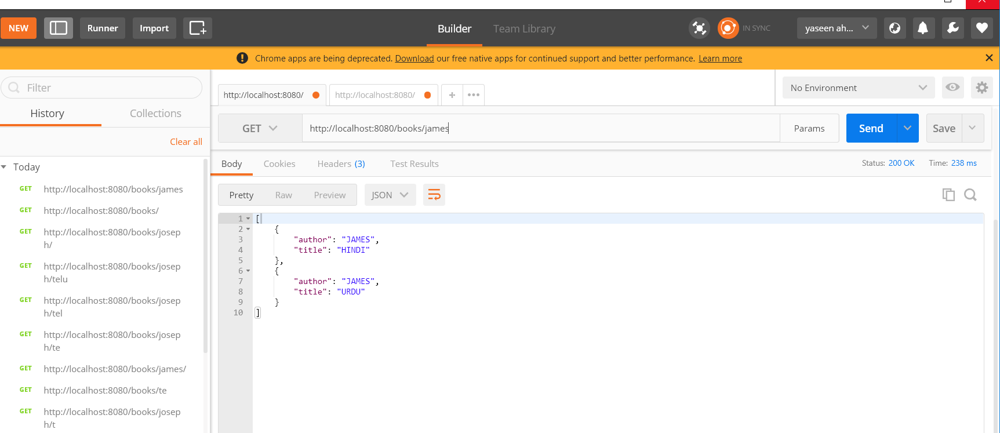 NEW
Runner
Import
Builder
Team Library
IN SYNC
yaseen ah...
Chrome apps are being deprecated. Download our free native apps for continued support and better performance. Learn more
Filter
History
Collections
Clear all
Today
GET http://localhost:8080/books/james
GET http://localhost:8080/books/
GET http://localhost:8080/books/josep
h/
GET http://localhost:8080/books/josep
h/telu
GET http://localhost:8080/books/josep
h/tel
GET http://localhost:8080/books/josep
h/te
GET http://localhost:8080/books/james/
GET http://localhost:8080/books/te
GET http://localhost:8080/books/josep
h/t
http://localhost:8080/
http://localhost:8080/
No Environment
GET
http://localhost:8080/books/james
Params
Send
Save
Body
Cookies
Headers (3)
Test Results
Status: 200 OK
Time: 238 ms
Pretty
Raw
Preview
JSON
1 [
2 {
3 "author": "JAMES",
4 "title": "HINDI"
5 },
6 {
7 "author": "JAMES",
8 "title": "URDU"
9 }
10 ]